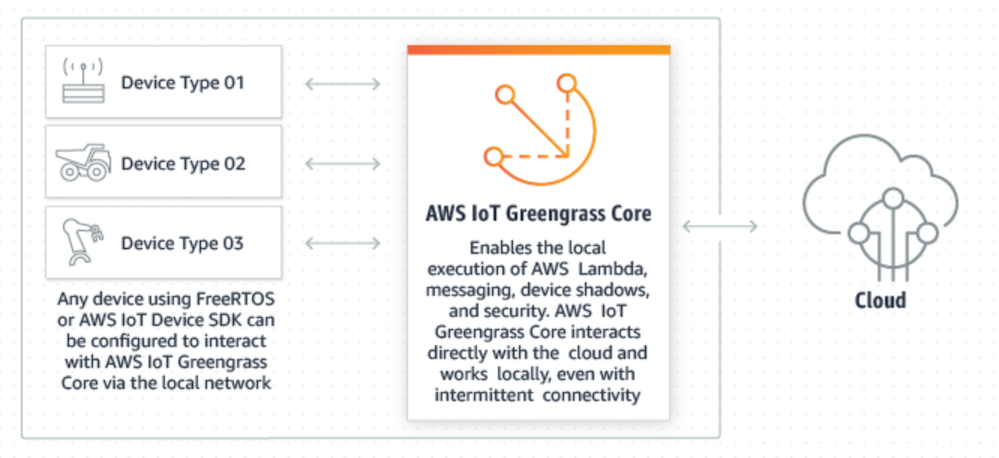 Device Type 01
Device Type 02
Device Type 03
Any device using FreeRTOS
or AWS IoT Device SDK can
be configured to interact
with AWS IoT Greengrass
Core via the local network
AWS IoT Greengrass Core
Enables the local
execution of AWS Lambda,
messaging, device shadows,
and security. AWS IoT
Greengrass Core interacts
directly with the cloud and
works locally, even with
intermittent connectivity
Cloud